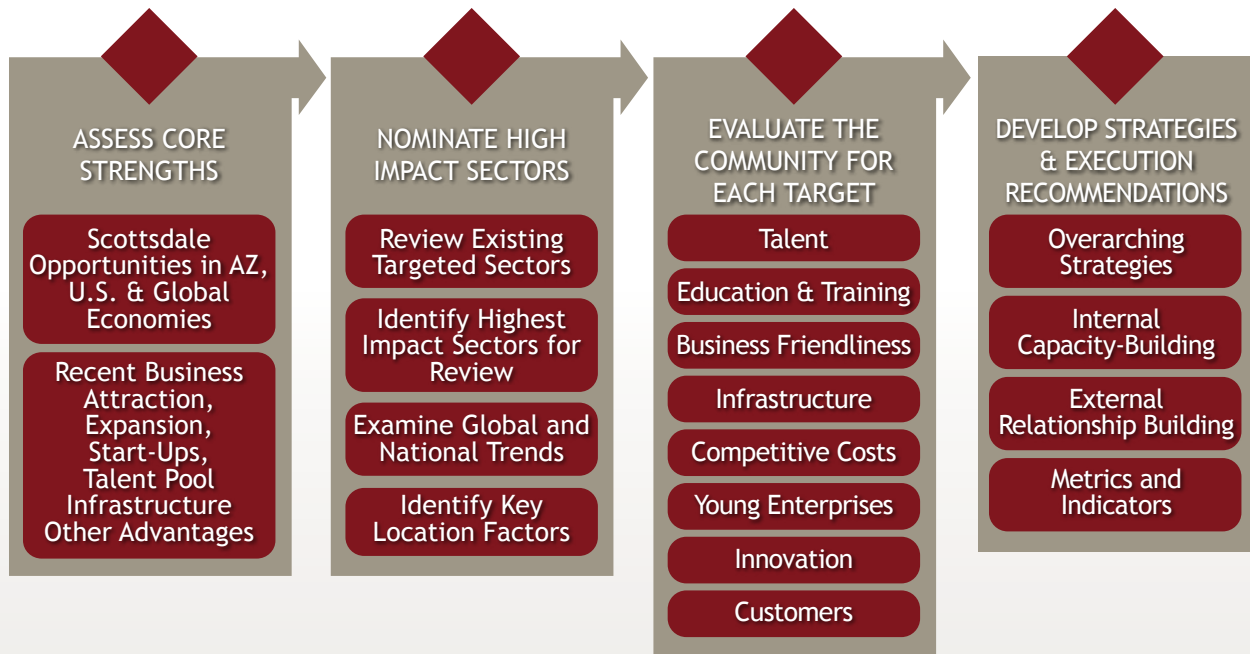 ASSESS CORE
STRENGTHS
Scottsdale
Opportunities in AZ,
U.S. & Global
Economies
Recent Business
Attraction,
Expansion,
Start-Ups,
Talent Pool
Infrastructure
Other Advantages
NOMINATE HIGH
IMPACT SECTORS
Review Existing
Targeted Sectors
Identify Highest
Impact Sectors for
Review
Examine Global and
National Trends
Identify Key
Location Factors
EVALUATE THE
COMMUNITY FOR
EACH TARGET
Talent
Education & Training
Business Friendliness
Infrastructure
Competitive Costs
Young Enterprises
Innovation
Customers
DEVELOP STRATEGIES
& EXECUTION
RECOMMENDATIONS
Overarching
Strategies
Internal
Capacity-Building
External
Relationship Building
Metrics and
Indicators